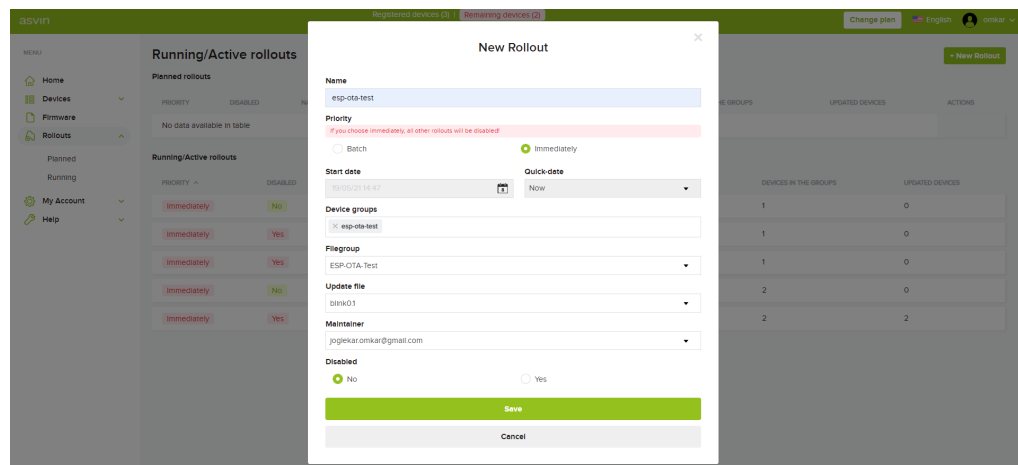 asvin
Registered devices (3) | Remaining devices (2)
Change plan
English
omkar
MENU
Home
Devices
Firmware
Rollouts
Planned
Running
My Account
Help
Running/Active rollouts
+ New Rollout
Planned rollouts
PRIORITY DISABLED UPDATED DEVICES ACTIONS
No data available in table
Running/Active rollouts
PRIORITY DISABLED DEVICES IN THE GROUPS UPDATED DEVICES
Immediately No 1 0
Immediately Yes 1 0
Immediately Yes 1 0
Immediately No 2 0
Immediately Yes 2 2
New Rollout
Name
esp-ota-test
Priority
If you choose immediately, all other rollouts will be disabled!
Batch
Immediately
Start date
Quick-date
19/05/21 14:47
Now
Device groups
× esp-ota-test
Filegroup
ESP-OTA-Test
Update file
blink0.1
Maintainer
joglekar.omkar@gmail.com
Disabled
No
Yes
Save
Cancel